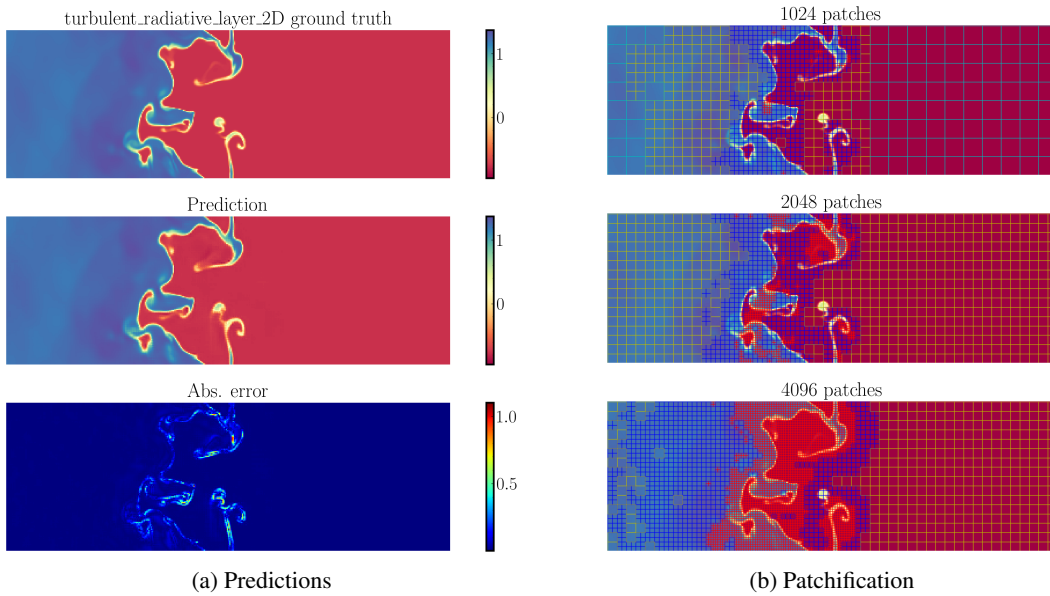 turbulent_radiative_layer_2D ground truth
1
0
Prediction
1
0
Abs. error
1.0
0.5
(a) Predictions
1024 patches
2048 patches
4096 patches
(b) Patchification